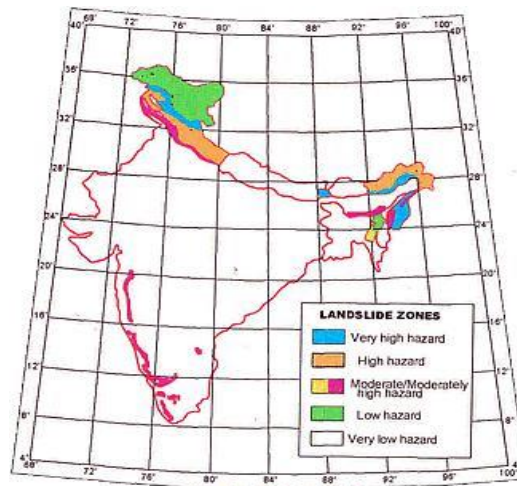 68° 72° 76° 80° 84° 88° 92° 96° 100°
40° 40°
36° 36°
32° 32°
28° 28°
24° 24°
20° 20°
16° 16°
12° 12°
8° 8°
4° 4°
68° 72° 76° 80° 84° 88° 92° 96° 100°
LANDSLIDE ZONES
Very high hazard
High hazard
Moderate/Moderately
high hazard
Low hazard
Very low hazard